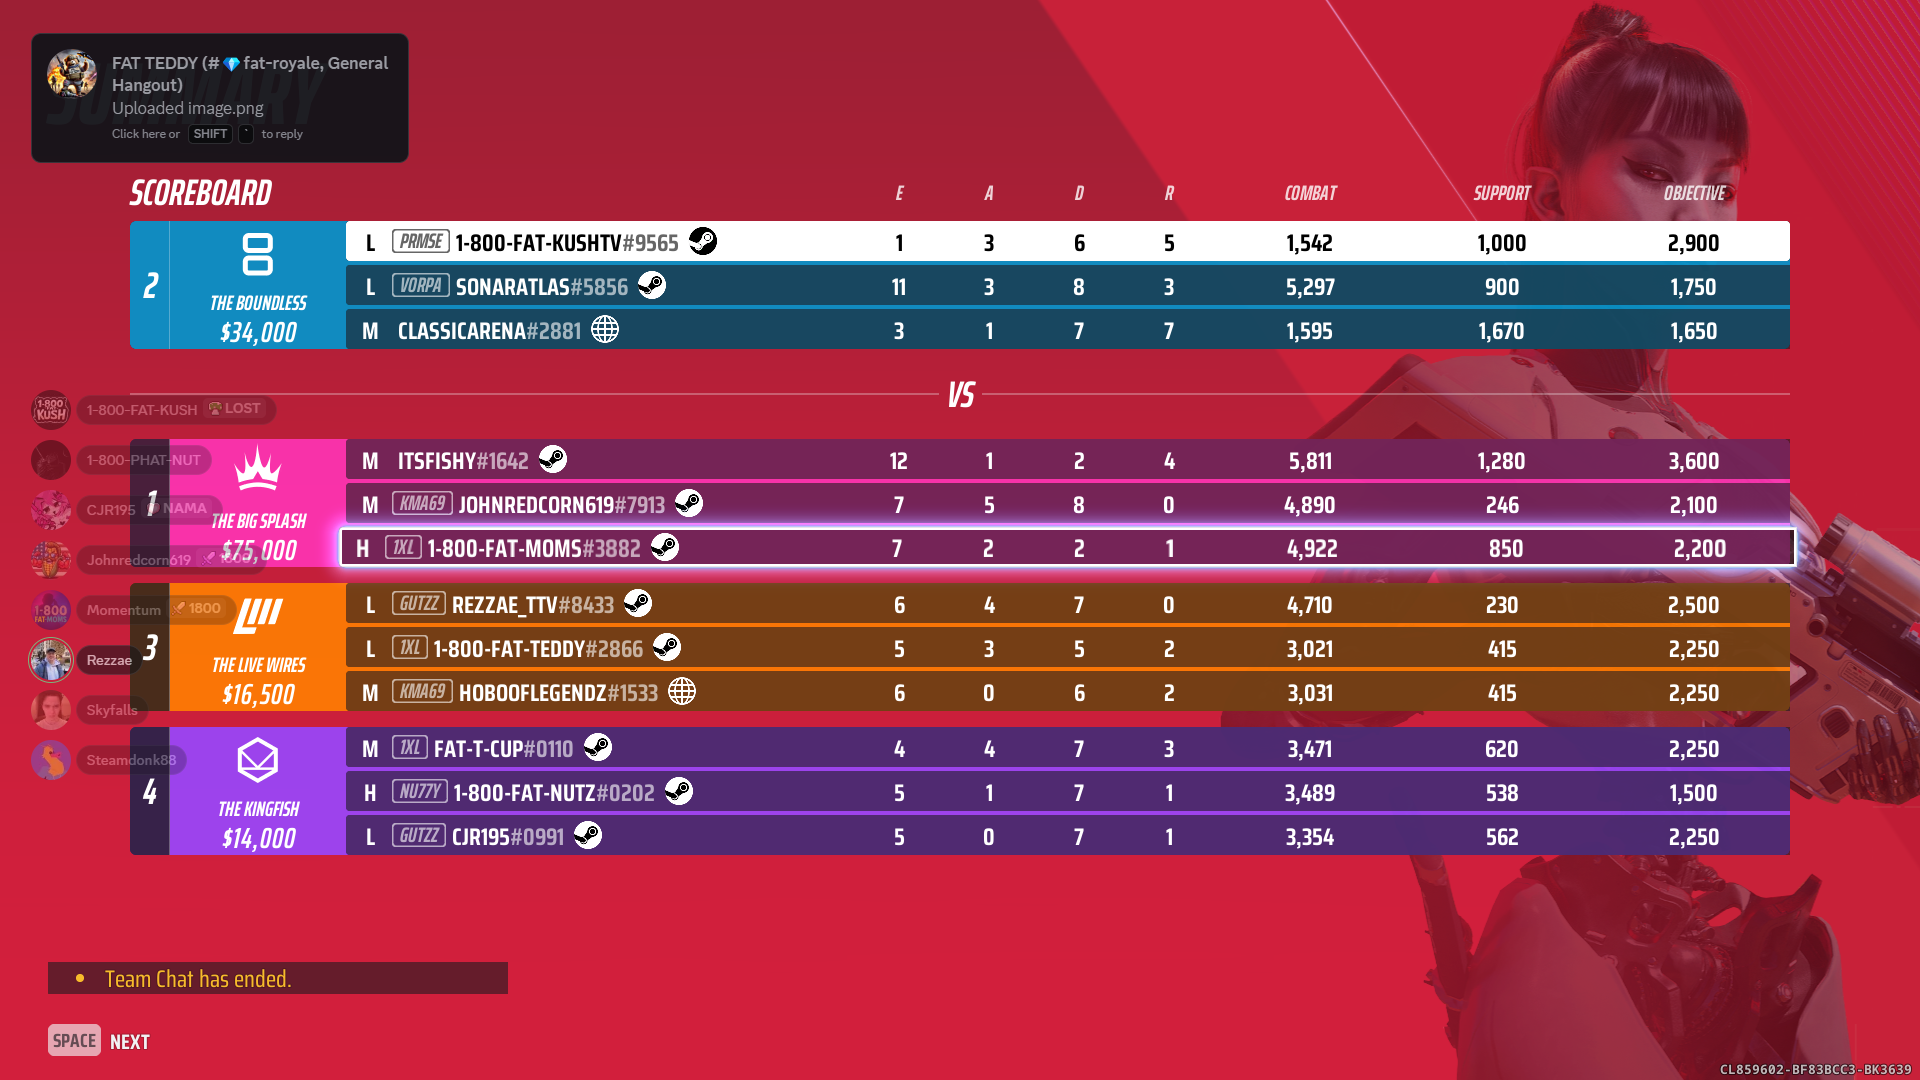 FAT TEDDY (#💎fat-royale, General
Hangout)
Uploaded image.png
Click here or SHIFT ` to reply
SUMMARY
SCOREBOARD E A D R COMBAT SUPPORT OBJECTIVE
2 THE BOUNDLESS $34,000
L PRMSE 1-800-FAT-KUSHTV#9565 1 3 6 5 1,542 1,000 2,900
L VORPA SONARATLAS#5856 11 3 8 3 5,297 900 1,750
M CLASSICARENA#2881 3 1 7 7 1,595 1,670 1,650
VS
1 THE BIG SPLASH $75,000
M ITSFISHY#1642 12 1 2 4 5,811 1,280 3,600
M KMA69 JOHNREDCORN619#7913 7 5 8 0 4,890 246 2,100
H 1XL 1-800-FAT-MOMS#3882 7 2 2 1 4,922 850 2,200
3 THE LIVE WIRES $16,500
L GUTZZ REZZAE_TTV#8433 6 4 7 0 4,710 230 2,500
L 1XL 1-800-FAT-TEDDY#2866 5 3 5 2 3,021 415 2,250
M KMA69 HOBOOFLEGENDZ#1533 6 0 6 2 3,031 415 2,250
4 THE KINGFISH $14,000
M 1XL FAT-T-CUP#0110 4 4 7 3 3,471 620 2,250
H NU77Y 1-800-FAT-NUTZ#0202 5 1 7 1 3,489 538 1,500
L GUTZZ CJR195#0991 5 0 7 1 3,354 562 2,250
1-800-FAT-KUSH LOST
1-800-PHAT-NUT
CJR195 NAMA
Johnredcorn619 1800
Momentum 1800
Rezzae
Skyfalls
Steamdonk88
Team Chat has ended.
SPACE NEXT
CL859602-BF83BCC3-BK3639